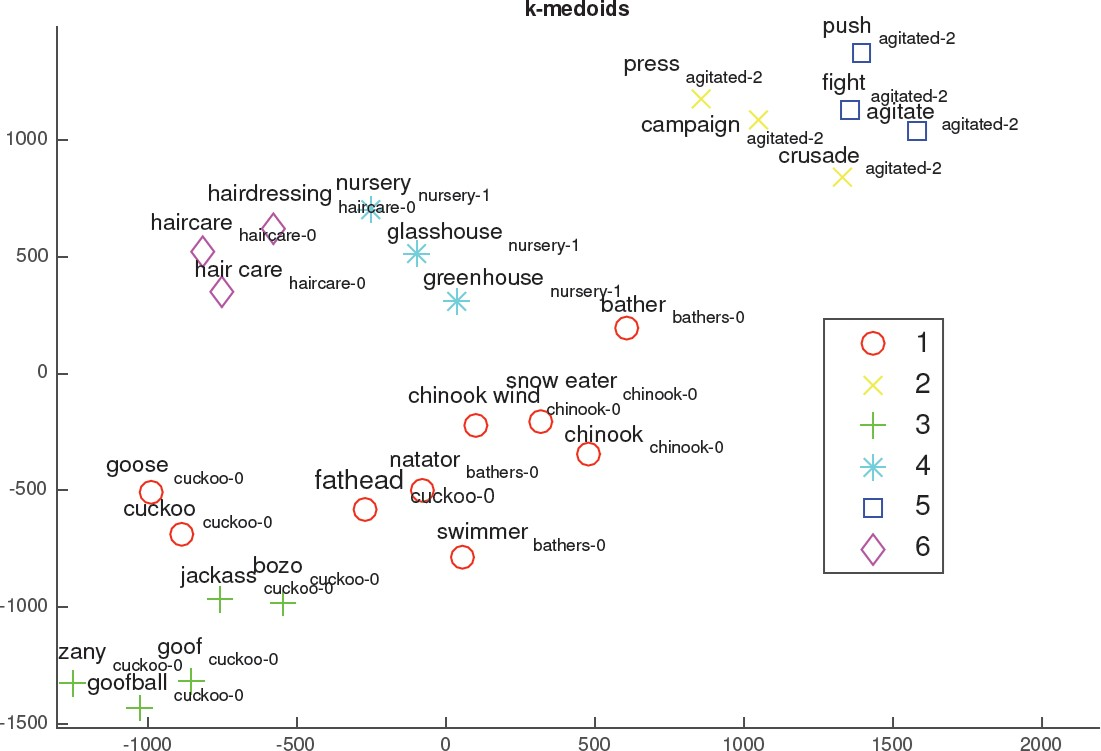 k-medoids
push agitated-2
press agitated-2
fight agitated-2
agitate agitated-2
campaign agitated-2
crusade agitated-2
1000
nursery nursery-1
hairdressing haircare-0
haircare haircare-0
glasshouse nursery-1
500
hair care haircare-0
greenhouse nursery-1
bather bathers-0
1
2
3
4
5
6
0
snow eater chinook-0
chinook wind chinook-0
chinook chinook-0
natator bathers-0
goose cuckoo-0
fathead cuckoo-0
-500
cuckoo cuckoo-0
swimmer bathers-0
bozo cuckoo-0
jackass cuckoo-0
-1000
goof cuckoo-0
zany cuckoo-0
goofball cuckoo-0
-1500
-1000 -500 0 500 1000 1500 2000